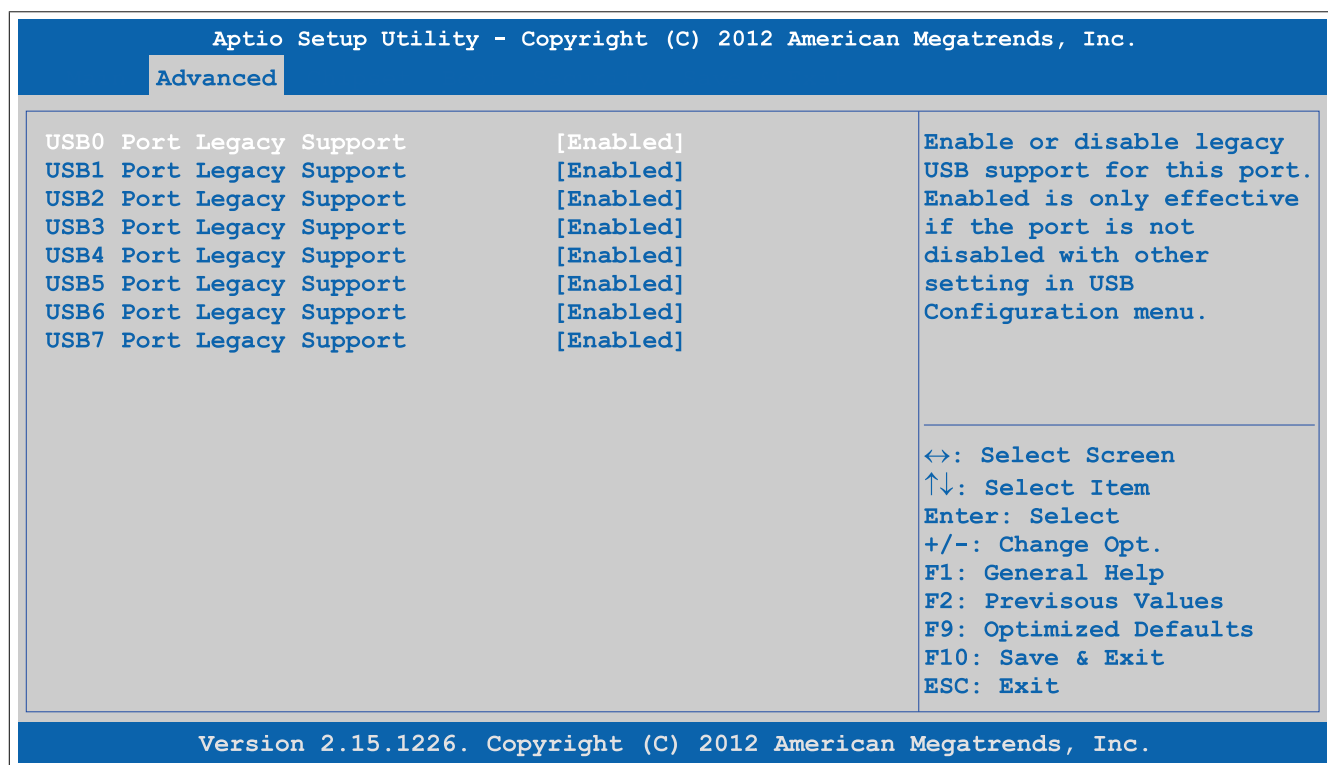 Aptio Setup Utility - Copyright (C) 2012 American Megatrends, Inc.
Advanced
USB0 Port Legacy Support [Enabled]
USB1 Port Legacy Support [Enabled]
USB2 Port Legacy Support [Enabled]
USB3 Port Legacy Support [Enabled]
USB4 Port Legacy Support [Enabled]
USB5 Port Legacy Support [Enabled]
USB6 Port Legacy Support [Enabled]
USB7 Port Legacy Support [Enabled]
Enable or disable legacy
USB support for this port.
Enabled is only effective
if the port is not
disabled with other
setting in USB
Configuration menu.
↔: Select Screen
↑↓: Select Item
Enter: Select
+/-: Change Opt.
F1: General Help
F2: Previsous Values
F9: Optimized Defaults
F10: Save & Exit
ESC: Exit
Version 2.15.1226. Copyright (C) 2012 American Megatrends, Inc.